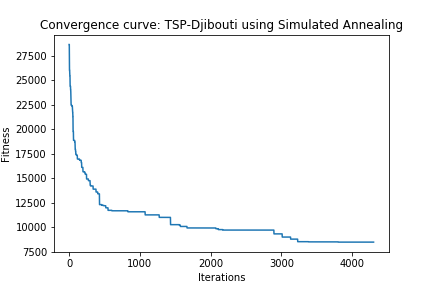 Convergence curve: TSP-Djibouti using Simulated Annealing
27500
25000
22500
20000
17500
15000
12500
10000
7500
Fitness
0 1000 2000 3000 4000
Iterations